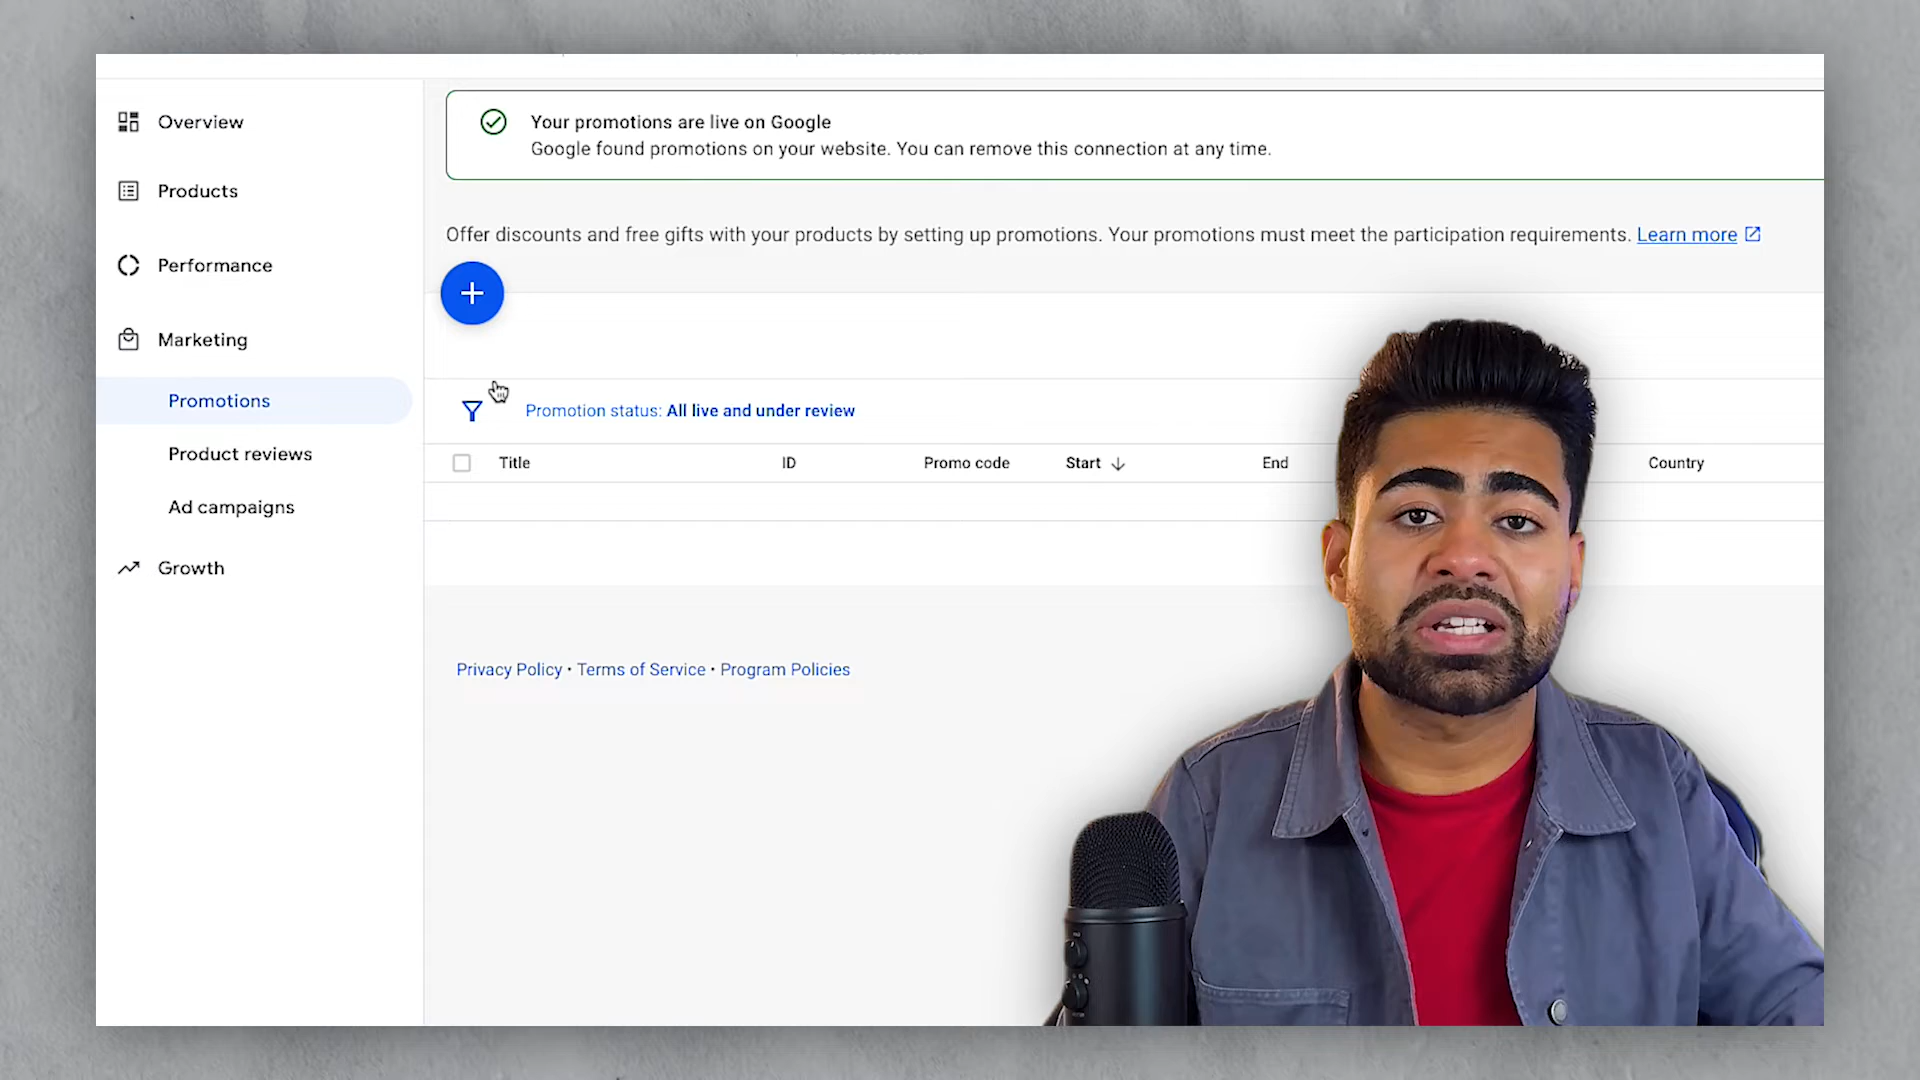 Overview
Products
Performance
Marketing
Promotions
Product reviews
Ad campaigns
Growth
Your promotions are live on Google
Google found promotions on your website. You can remove this connection at any time.
Offer discounts and free gifts with your products by setting up promotions. Your promotions must meet the participation requirements. Learn more
Promotion status: All live and under review
Title ID Promo code Start End Country
Privacy Policy • Terms of Service • Program Policies